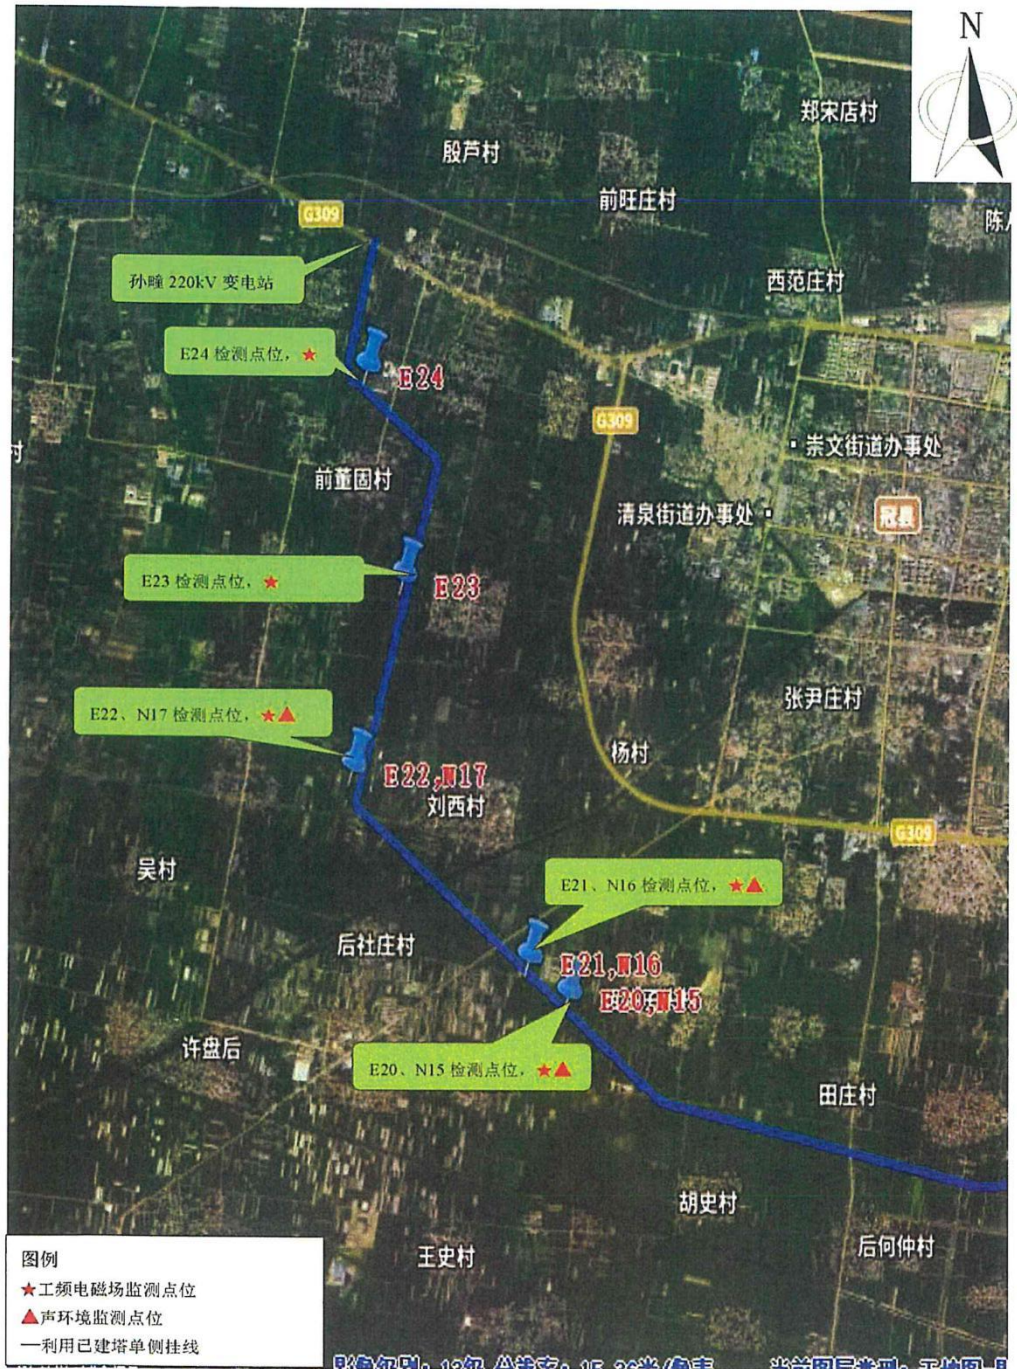 N
郑宋店村
殷芦村
前旺庄村
G309
西范庄村
孙疃 220kV 变电站
E24 检测点位，★
E24
G309
崇文街道办事处
前董固村
清泉街道办事处
冠县
E23 检测点位，★
E23
E22、N17 检测点位，★▲
张尹庄村
杨村
E22,N17
刘西村
G309
吴村
E21、N16 检测点位，★▲
后社庄村
E21,N16
E20,N15
许盘后
E20、N15 检测点位，★▲
田庄村
胡史村
后何仲村
王史村
图例
★工频电磁场监测点位
▲声环境监测点位
—利用已建塔单侧挂线